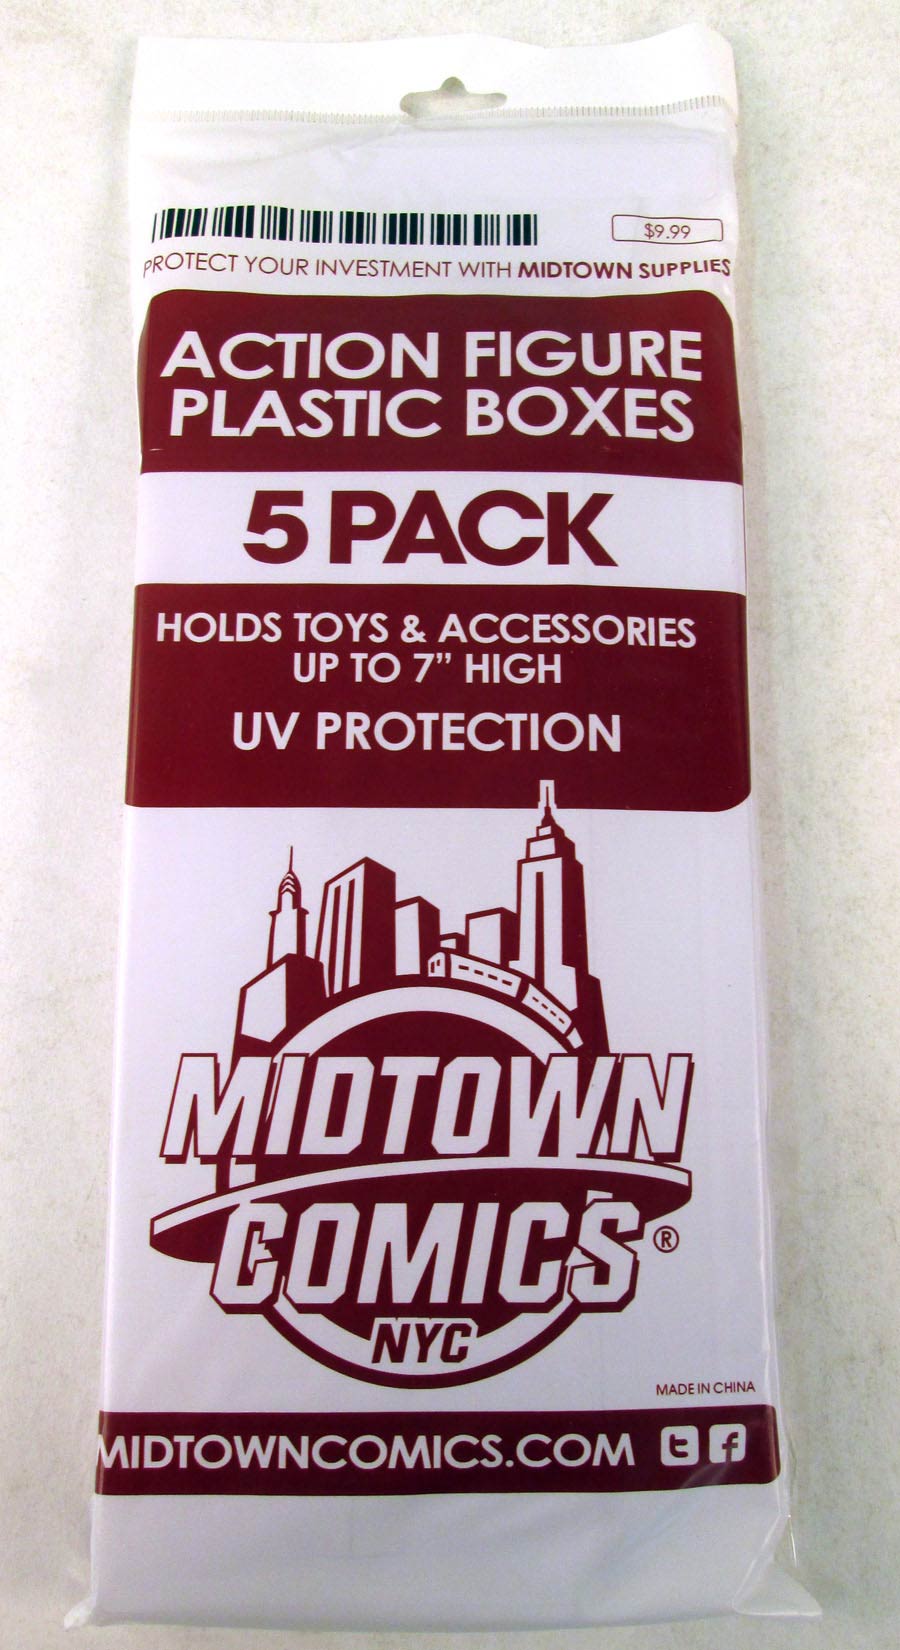 $9.99
PROTECT YOUR INVESTMENT WITH MIDTOWN SUPPLIES
ACTION FIGURE
PLASTIC BOXES
5 PACK
HOLDS TOYS & ACCESSORIES
UP TO 7” HIGH
UV PROTECTION
MIDTOWN
COMICS®
NYC
MADE IN CHINA
MIDTOWNCOMICS.COM t f